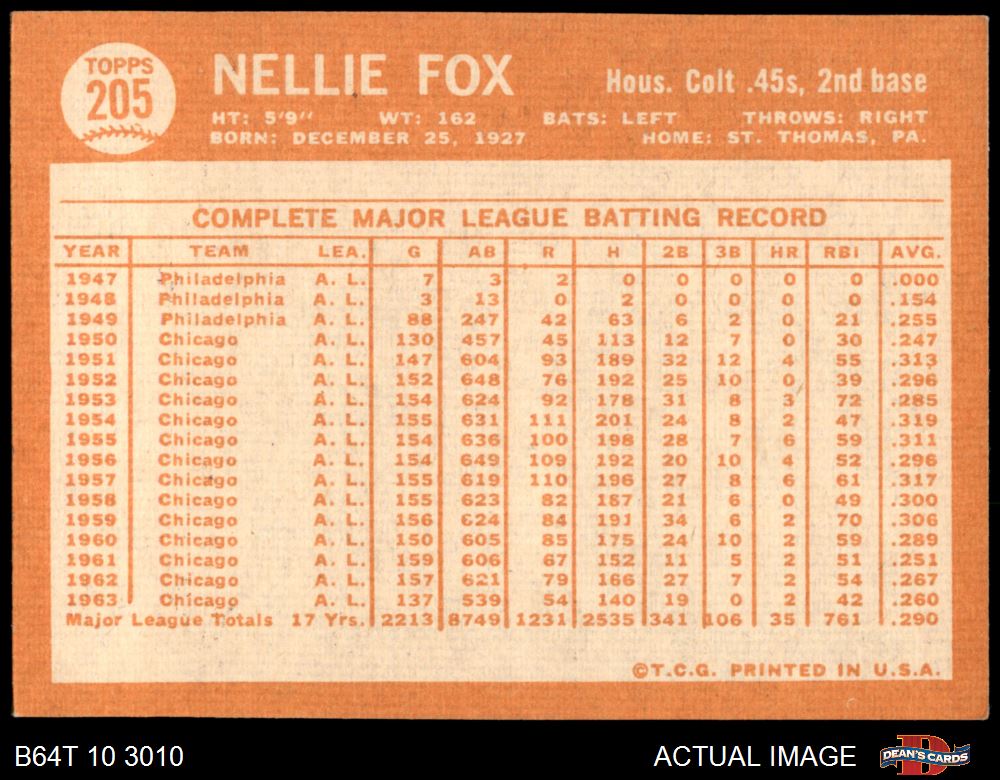 TOPPS
205
NELLIE FOX
Hous. Colt .45s, 2nd base
HT: 5'9" WT: 162 BATS: LEFT THROWS: RIGHT
BORN: DECEMBER 25, 1927 HOME: ST. THOMAS, PA.
COMPLETE MAJOR LEAGUE BATTING RECORD
YEAR TEAM LEA. G AB R H 2B 3B HR RBI AVG.
1947 Philadelphia A. L. 7 3 2 0 0 0 0 0 .000
1948 Philadelphia A. L. 3 13 0 2 0 0 0 0 .154
1949 Philadelphia A. L. 88 247 42 63 6 2 0 21 .255
1950 Chicago A. L. 130 457 45 113 12 7 0 30 .247
1951 Chicago A. L. 147 604 93 189 32 12 4 55 .313
1952 Chicago A. L. 152 648 76 192 25 10 0 39 .296
1953 Chicago A. L. 154 624 92 178 31 8 3 72 .285
1954 Chicago A. L. 155 631 111 201 24 8 2 47 .319
1955 Chicago A. L. 154 636 100 198 28 7 6 59 .311
1956 Chicago A. L. 154 649 109 192 20 10 4 52 .296
1957 Chicago A. L. 155 619 110 196 27 8 6 61 .317
1958 Chicago A. L. 155 623 82 187 21 6 0 49 .300
1959 Chicago A. L. 156 624 84 191 34 6 2 70 .306
1960 Chicago A. L. 150 605 85 175 24 10 2 59 .289
1961 Chicago A. L. 159 606 67 152 11 5 2 51 .251
1962 Chicago A. L. 157 621 79 166 27 7 2 54 .267
1963 Chicago A. L. 137 539 54 140 19 0 2 42 .260
Major League Totals 17 Yrs. 2213 8749 1231 2535 341 106 35 761 .290
©T.C.G. PRINTED IN U.S.A.
B64T 10 3010 ACTUAL IMAGE D DEAN'S CARDS